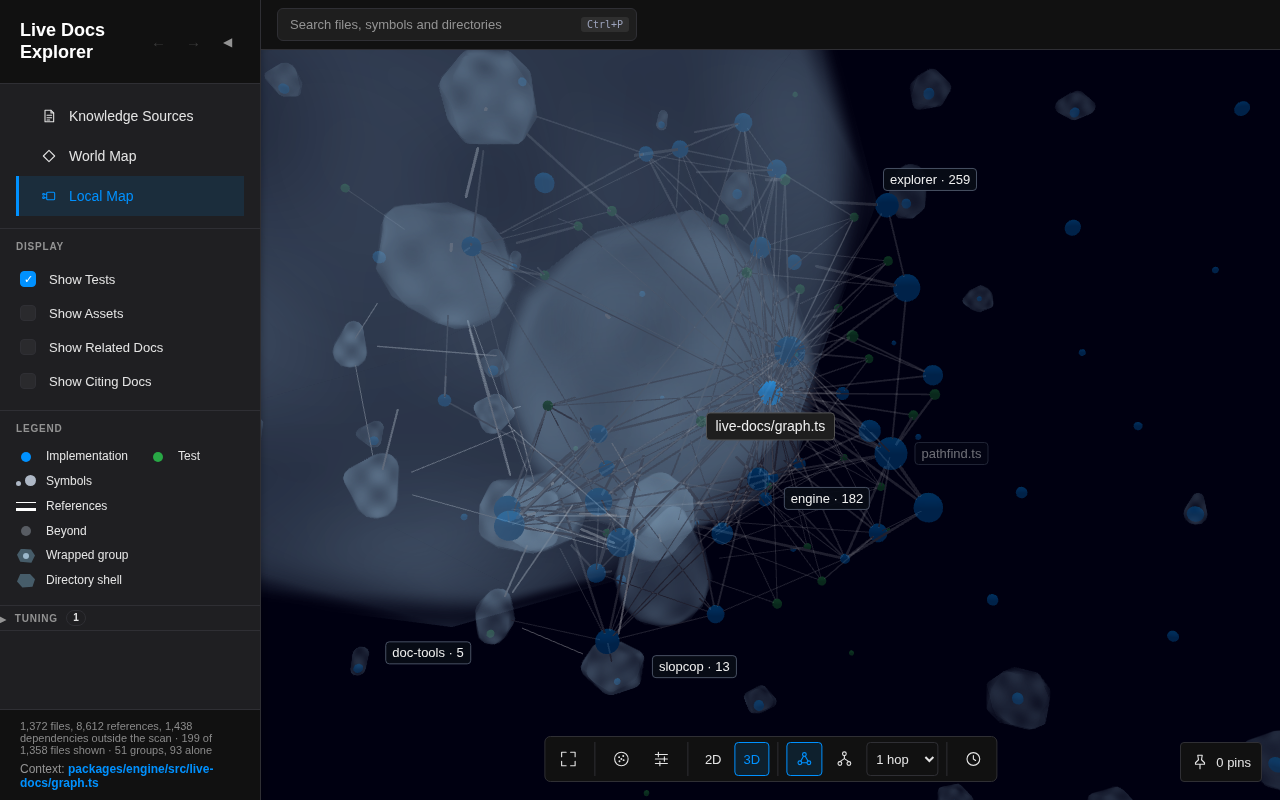 Live Docs
Explorer
Search files, symbols and directories
Ctrl+P
Knowledge Sources
World Map
Local Map
DISPLAY
Show Tests
Show Assets
Show Related Docs
Show Citing Docs
LEGEND
Implementation
Test
Symbols
References
Beyond
Wrapped group
Directory shell
TUNING 1
1,372 files, 8,612 references, 1,438
dependencies outside the scan · 199 of
1,358 files shown · 51 groups, 93 alone
Context: packages/engine/src/live-
docs/graph.ts
explorer · 259
live-docs/graph.ts
pathfind.ts
engine · 182
doc-tools · 5
slopcop · 13
2D
3D
1 hop
0 pins